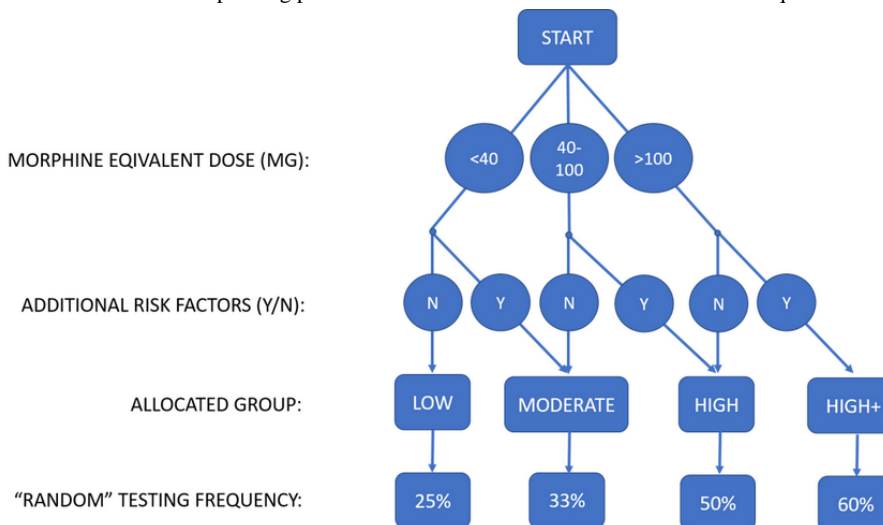 START
MORPHINE EQIVALENT DOSE (MG):
<40
40-
100
>100
ADDITIONAL RISK FACTORS (Y/N):
N
Y
N
Y
N
Y
ALLOCATED GROUP:
LOW
MODERATE
HIGH
HIGH+
“RANDOM” TESTING FREQUENCY:
25%
33%
50%
60%